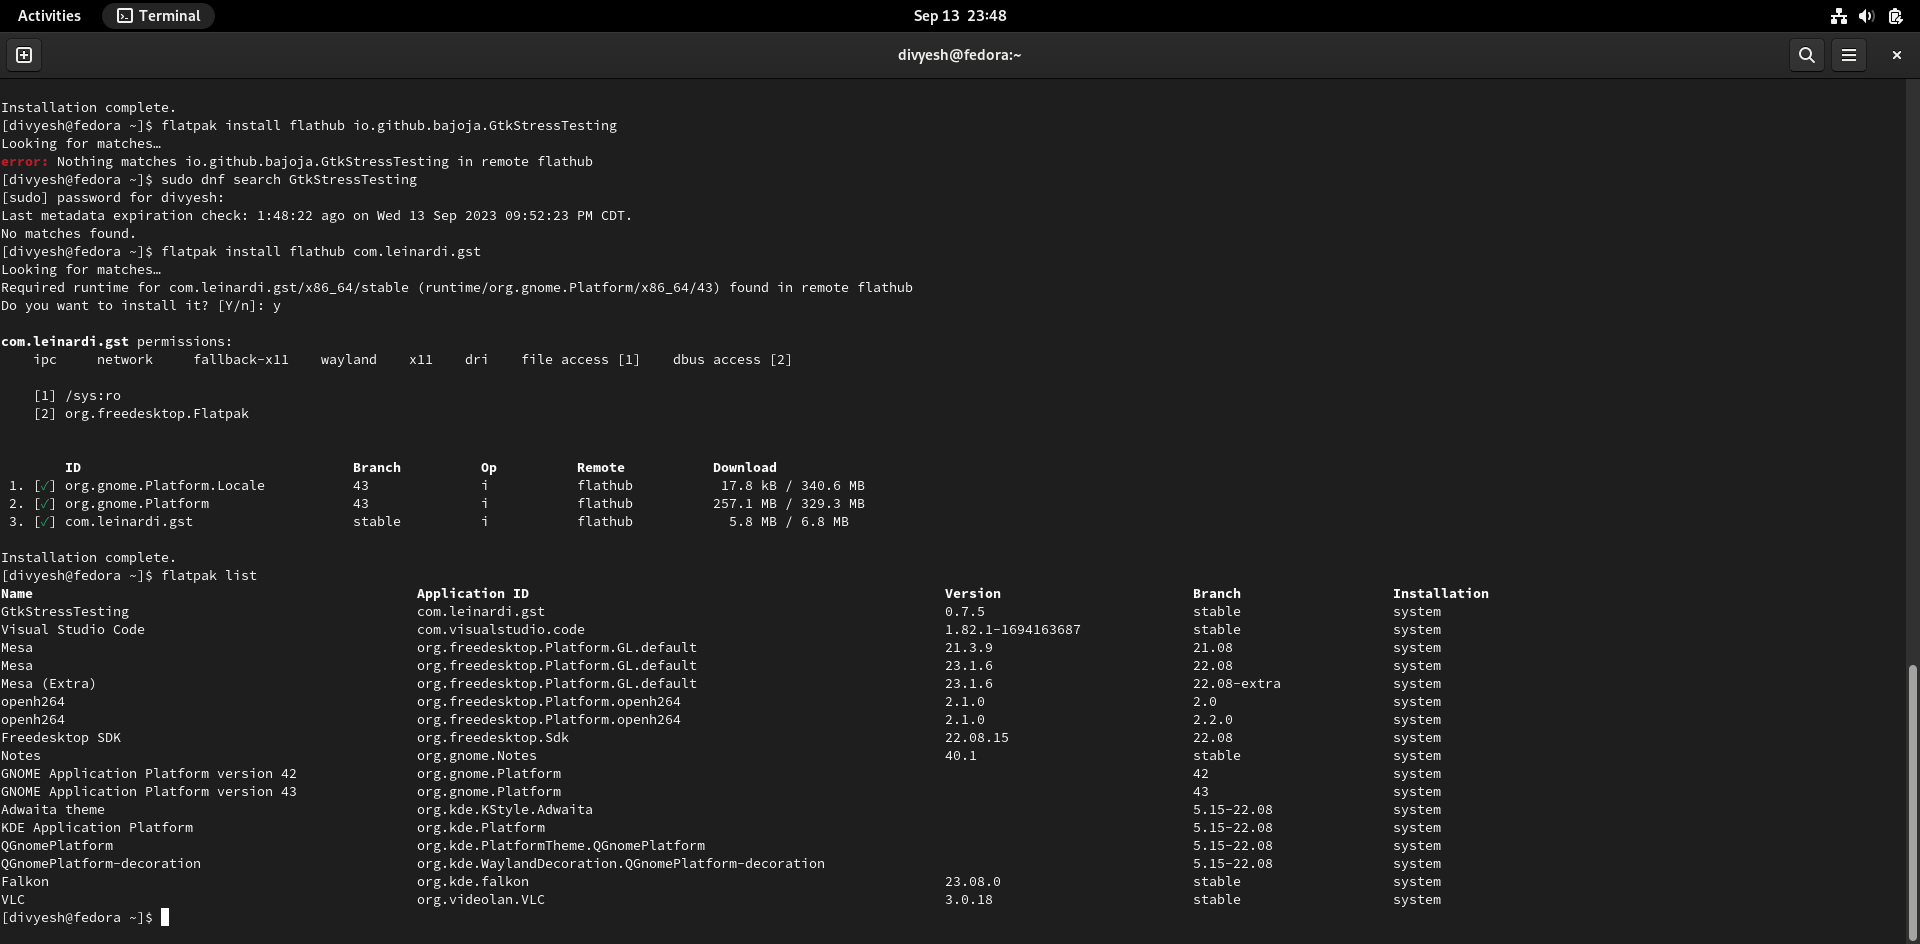 Activities Terminal Sep 13 23:48
divyesh@fedora:~
Installation complete.
[divyesh@fedora ~]$ flatpak install flathub io.github.bajoja.GtkStressTesting
Looking for matches…
error: Nothing matches io.github.bajoja.GtkStressTesting in remote flathub
[divyesh@fedora ~]$ sudo dnf search GtkStressTesting
[sudo] password for divyesh:
Last metadata expiration check: 1:48:22 ago on Wed 13 Sep 2023 09:52:23 PM CDT.
No matches found.
[divyesh@fedora ~]$ flatpak install flathub com.leinardi.gst
Looking for matches…
Required runtime for com.leinardi.gst/x86_64/stable (runtime/org.gnome.Platform/x86_64/43) found in remote flathub
Do you want to install it? [Y/n]: y
com.leinardi.gst permissions:
ipc network fallback-x11 wayland x11 dri file access [1] dbus access [2]
[1] /sys:ro
[2] org.freedesktop.Flatpak
ID Branch Op Remote Download
1. [✓] org.gnome.Platform.Locale 43 i flathub 17.8 kB / 340.6 MB
2. [✓] org.gnome.Platform 43 i flathub 257.1 MB / 329.3 MB
3. [✓] com.leinardi.gst stable i flathub 5.8 MB / 6.8 MB
Installation complete.
[divyesh@fedora ~]$ flatpak list
Name Application ID Version Branch Installation
GtkStressTesting com.leinardi.gst 0.7.5 stable system
Visual Studio Code com.visualstudio.code 1.82.1-1694163687 stable system
Mesa org.freedesktop.Platform.GL.default 21.3.9 21.08 system
Mesa org.freedesktop.Platform.GL.default 23.1.6 22.08 system
Mesa (Extra) org.freedesktop.Platform.GL.default 23.1.6 22.08-extra system
openh264 org.freedesktop.Platform.openh264 2.1.0 2.0 system
openh264 org.freedesktop.Platform.openh264 2.1.0 2.2.0 system
Freedesktop SDK org.freedesktop.Sdk 22.08.15 22.08 system
Notes org.gnome.Notes 40.1 stable system
GNOME Application Platform version 42 org.gnome.Platform 42 system
GNOME Application Platform version 43 org.gnome.Platform 43 system
Adwaita theme org.kde.KStyle.Adwaita 5.15-22.08 system
KDE Application Platform org.kde.Platform 5.15-22.08 system
QGnomePlatform org.kde.PlatformTheme.QGnomePlatform 5.15-22.08 system
QGnomePlatform-decoration org.kde.WaylandDecoration.QGnomePlatform-decoration 5.15-22.08 system
Falkon org.kde.falkon 23.08.0 stable system
VLC org.videolan.VLC 3.0.18 stable system
[divyesh@fedora ~]$